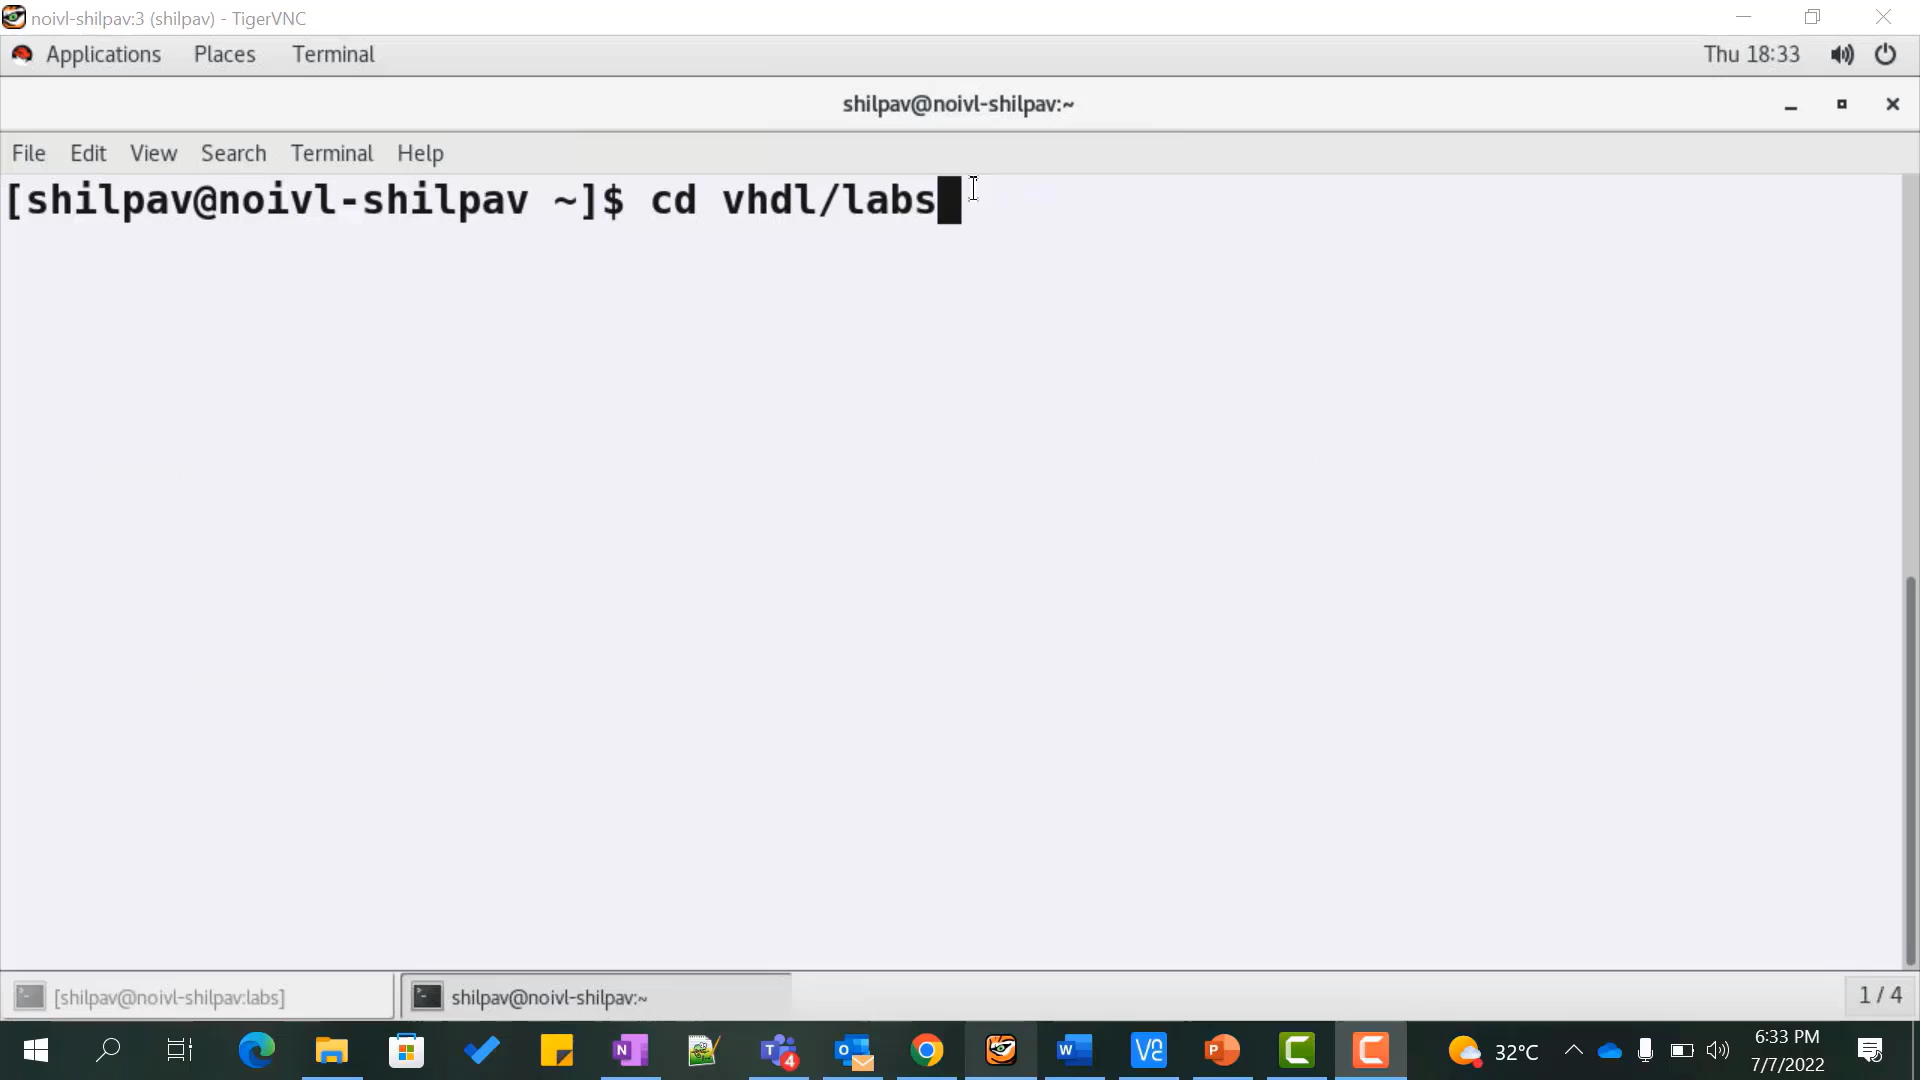 noivl-shilpav:3 (shilpav) - TigerVNC
Applications Places Terminal Thu 18:33
shilpav@noivl-shilpav:~
File Edit View Search Terminal Help
[shilpav@noivl-shilpav ~]$ cd vhdl/labs
[shilpav@noivl-shilpav:labs] shilpav@noivl-shilpav:~ 1 / 4
32°C 6:33 PM
7/7/2022